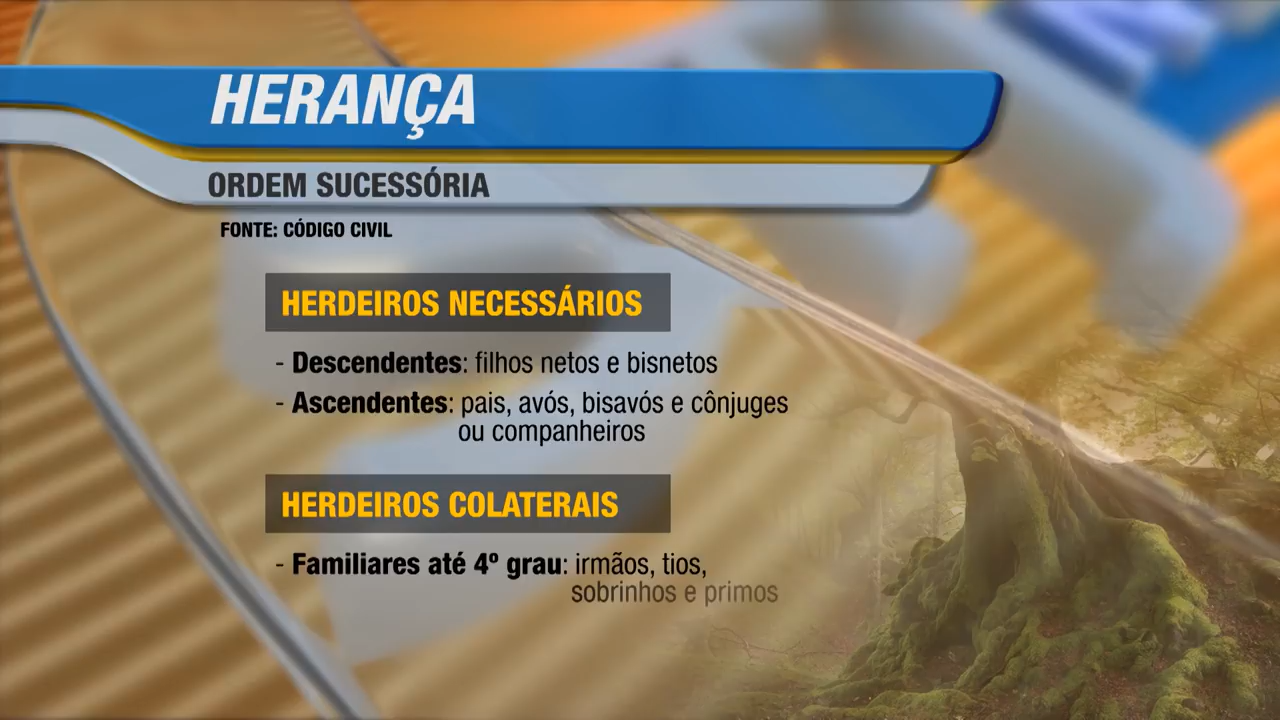 HERANÇA
ORDEM SUCESSÓRIA
FONTE: CÓDIGO CIVIL
HERDEIROS NECESSÁRIOS
- Descendentes: filhos netos e bisnetos
- Ascendentes: pais, avós, bisavós e cônjuges
ou companheiros
HERDEIROS COLATERAIS
- Familiares até 4º grau: irmãos, tios,
sobrinhos e primos